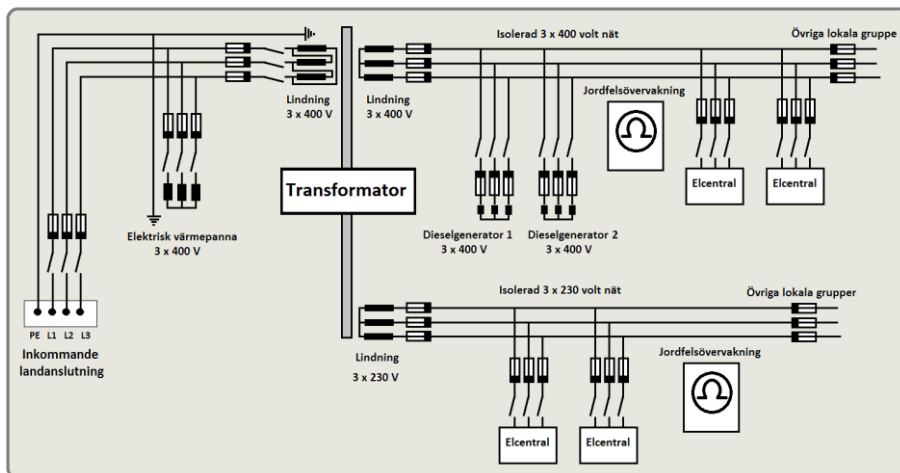 Isolerad 3 x 400 volt nät
Övriga lokala gruppe
Lindning
3 x 400 V
Lindning
3 x 400 V
Jordfelsövervakning
Transformator
Elcentral
Elcentral
Elektrisk värmepanna
3 x 400 V
Dieselgenerator 1
3 x 400 V
Dieselgenerator 2
3 x 400 V
Isolerad 3 x 230 volt nät
Övriga lokala grupper
PE L1 L2 L3
Inkommande
landanslutning
Lindning
3 x 230 V
Jordfelsövervakning
Elcentral
Elcentral